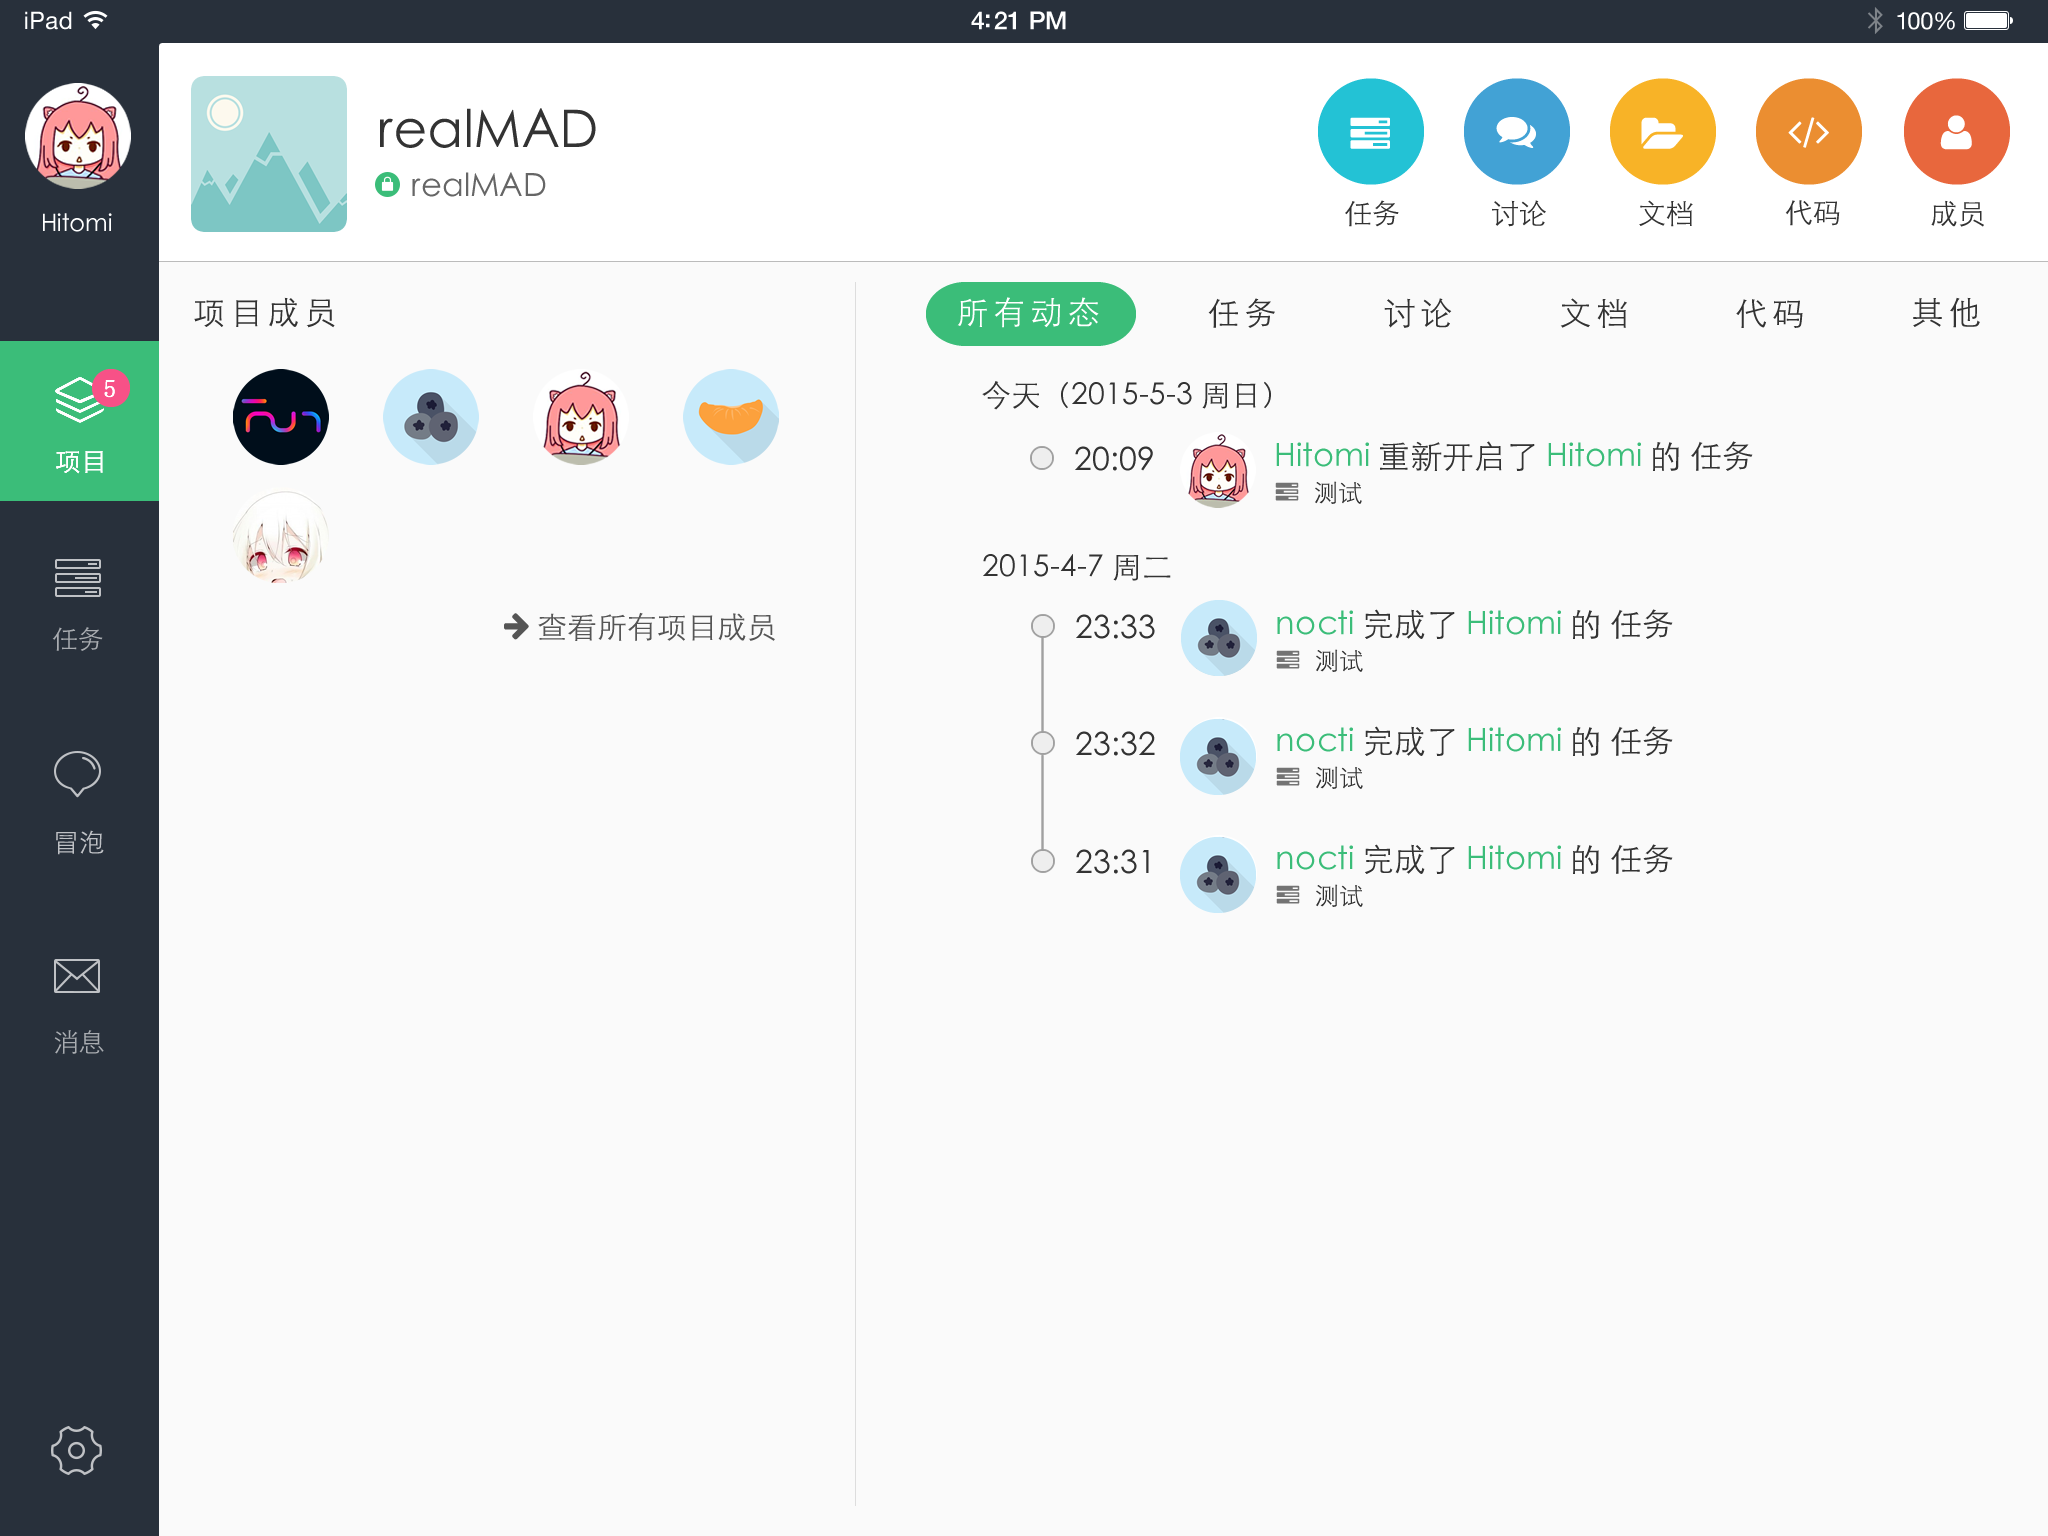 iPad
4:21 PM
100%
Hitomi
5
项目
任务
冒泡
消息
realMAD
realMAD
任务
讨论
文档
代码
成员
项目成员
Fun
查看所有项目成员
所有动态
任务
讨论
文档
代码
其他
今天（2015-5-3 周日）
20:09
Hitomi 重新开启了 Hitomi 的 任务
测试
2015-4-7 周二
23:33
nocti 完成了 Hitomi 的 任务
测试
23:32
nocti 完成了 Hitomi 的 任务
测试
23:31
nocti 完成了 Hitomi 的 任务
测试